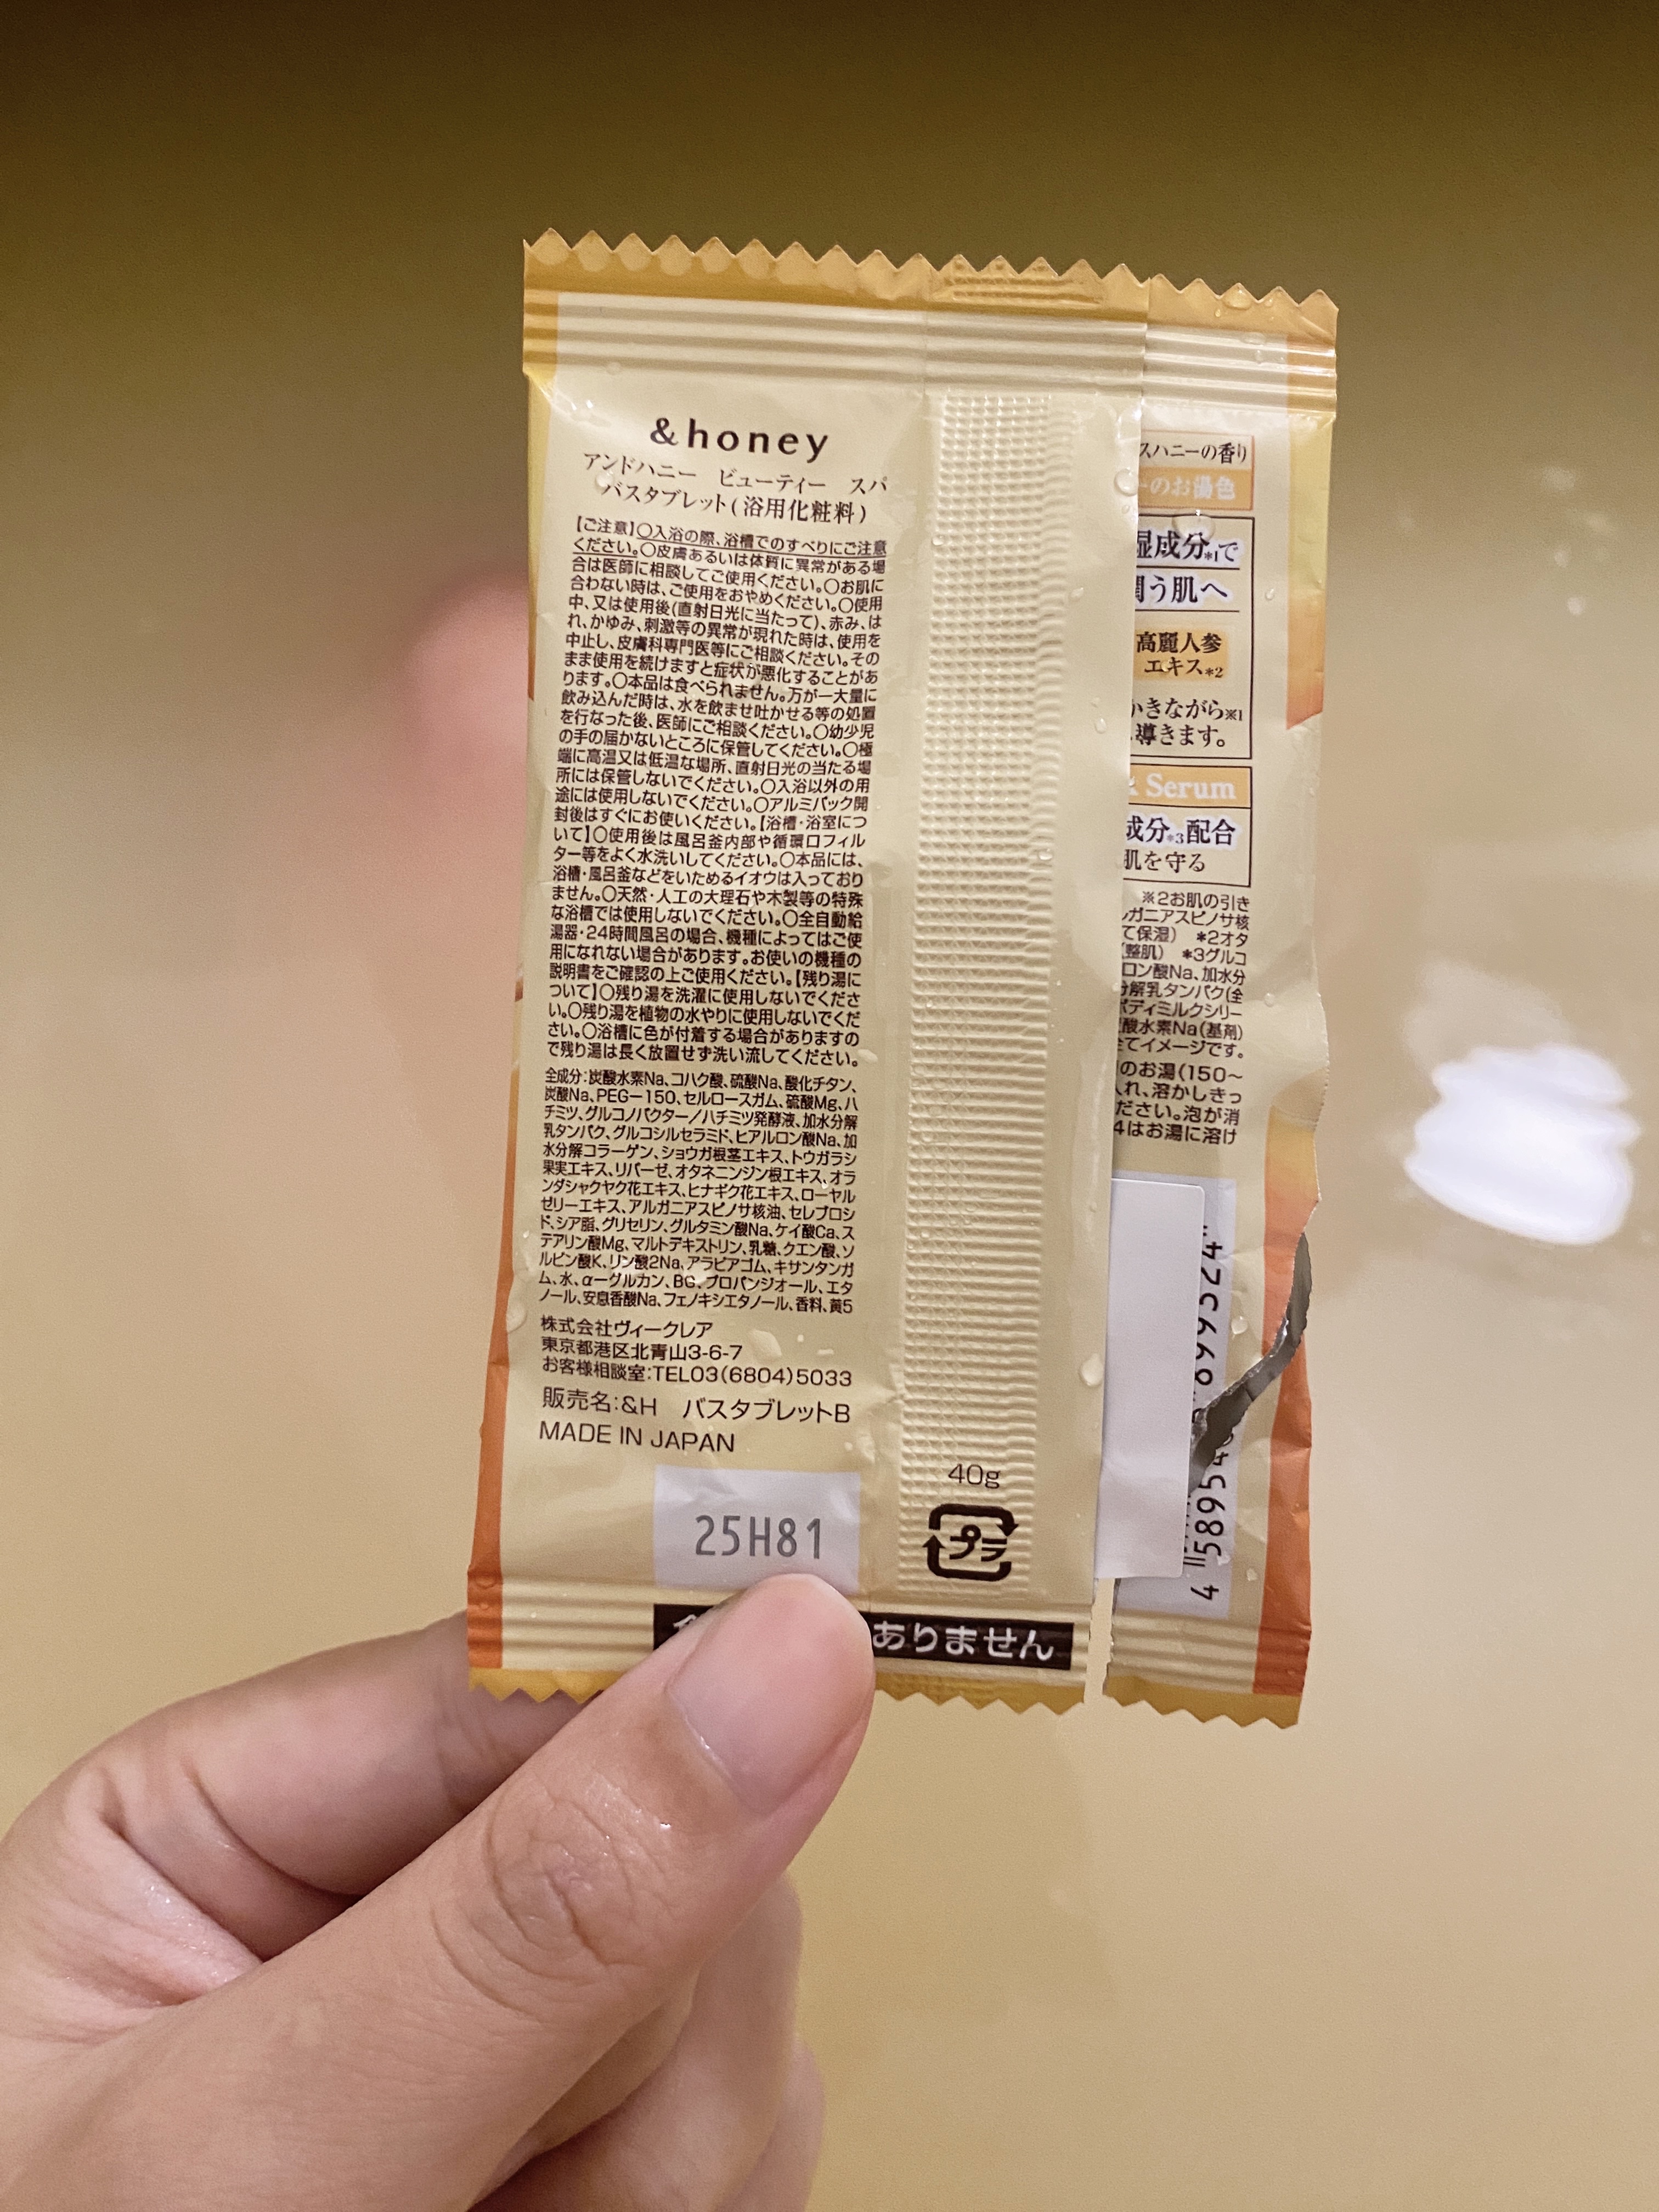 &honey
アンドハニー ビューティー スパ
バスタブレット(浴用化粧料)
【ご注意】○入浴の際、浴槽でのすべりにご注意
ください。○皮膚あるいは体質に異常がある場
合は医師に相談してご使用ください。○お肌に
合わない時は、ご使用をおやめください。○使用
中、又は使用後(直射日光に当たって)、赤み、は
れ、かゆみ、刺激等の異常が現れた時は、使用を
中止し、皮膚科専門医等にご相談ください。その
まま使用を続けますと症状が悪化することがあ
ります。○本品は食べられません。万が一大量に
飲み込んだ時は、水を飲ませ吐かせる等の処置
を行なった後、医師にご相談ください。○幼少児
の手の届かないところに保管してください。○極
端に高温又は低温な場所、直射日光の当たる場
所には保管しないでください。○入浴以外の用
途には使用しないでください。○アルミパック開
封後はすぐにお使いください。【浴槽・浴室につ
いて】○使用後は風呂釜内部や循環口フィル
ター等をよく水洗いしてください。○本品には、
浴槽・風呂釜などをいためるイオウは入っており
ません。○天然・人工の大理石や木製等の特殊
な浴槽では使用しないでください。○全自動給
湯器・24時間風呂の場合、機種によってはご使
用になれない場合があります。お使いの機種の
説明書をご確認の上ご使用ください。【残り湯に
ついて】○残り湯を洗濯に使用しないでくださ
い。○残り湯を植物の水やりに使用しないでくだ
さい。○浴槽に色が付着する場合がありますの
で残り湯は長く放置せず洗い流してください。
全成分:炭酸水素Na、コハク酸、硫酸Na、酸化チタン、
炭酸Na、PEG-150、セルロースガム、硫酸Mg、ハ
チミツ、グルコノバクター/ハチミツ発酵液、加水分解
乳タンパク、グルコシルセラミド、ヒアルロン酸Na、加
水分解コラーゲン、ショウガ根茎エキス、トウガラシ
果実エキス、リパーゼ、オタネニンジン根エキス、オラ
ンダシャクヤク花エキス、ヒナギク花エキス、ローヤル
ゼリーエキス、アルガニアスピノサ核油、セレブロシ
ド、シア脂、グリセリン、グルタミン酸Na、ケイ酸Ca、ス
テアリン酸Mg、マルトデキストリン、乳糖、クエン酸、ソ
ルビン酸K、リン酸2Na、アラビアゴム、キサンタンガ
ム、水、α-グルカン、BG、プロパンジオール、エタ
ノール、安息香酸Na、フェノキシエタノール、香料、黄5
株式会社ヴィークレア
東京都港区北青山3-6-7
お客様相談室:TEL03(6804)5033
販売名:&H バスタブレットB
MADE IN JAPAN
25H81
40g
プラ
ありません
スハニーの香り
のお湯色
湿成分*1で
潤う肌へ
高麗人参
エキス*2
かきながら※1
導きます。
Serum
成分*3配合
肌を守る
※2お肌の引き
ルガニアスピノサ核
て保湿) *2オタ
(整肌) *3グルコ
ロン酸Na、加水分
分解乳タンパク(全
ボディミルクシリー
酸水素Na(基剤)
全てイメージです。
のお湯(150~
入れ、溶かしきっ
ださい。泡が消
4はお湯に溶け